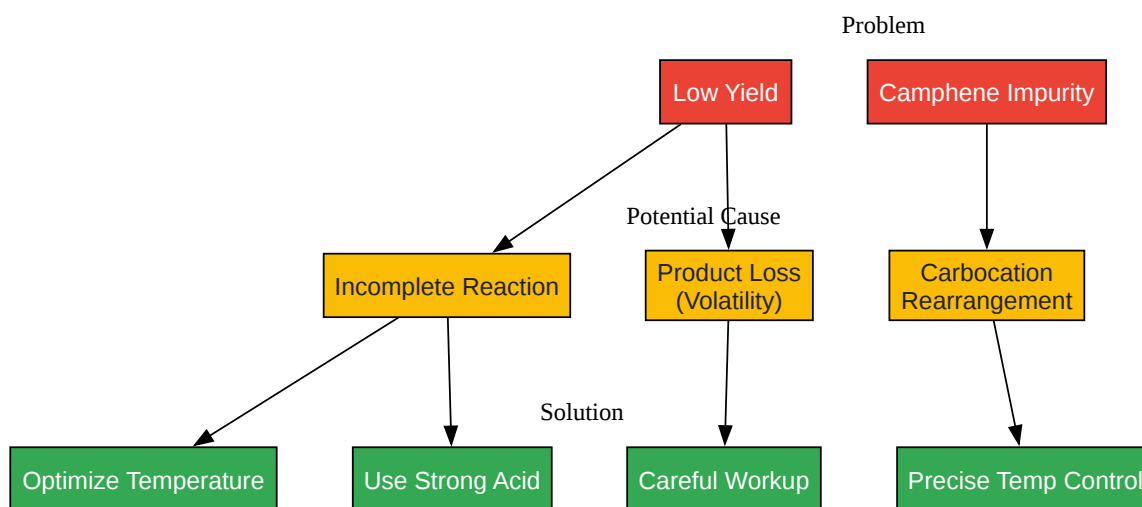 Problem
Low Yield
Camphene Impurity
Potential Cause
Incomplete Reaction
Product Loss
(Volatility)
Carbocation
Rearrangement
Solution
Optimize Temperature
Use Strong Acid
Careful Workup
Precise Temp Control